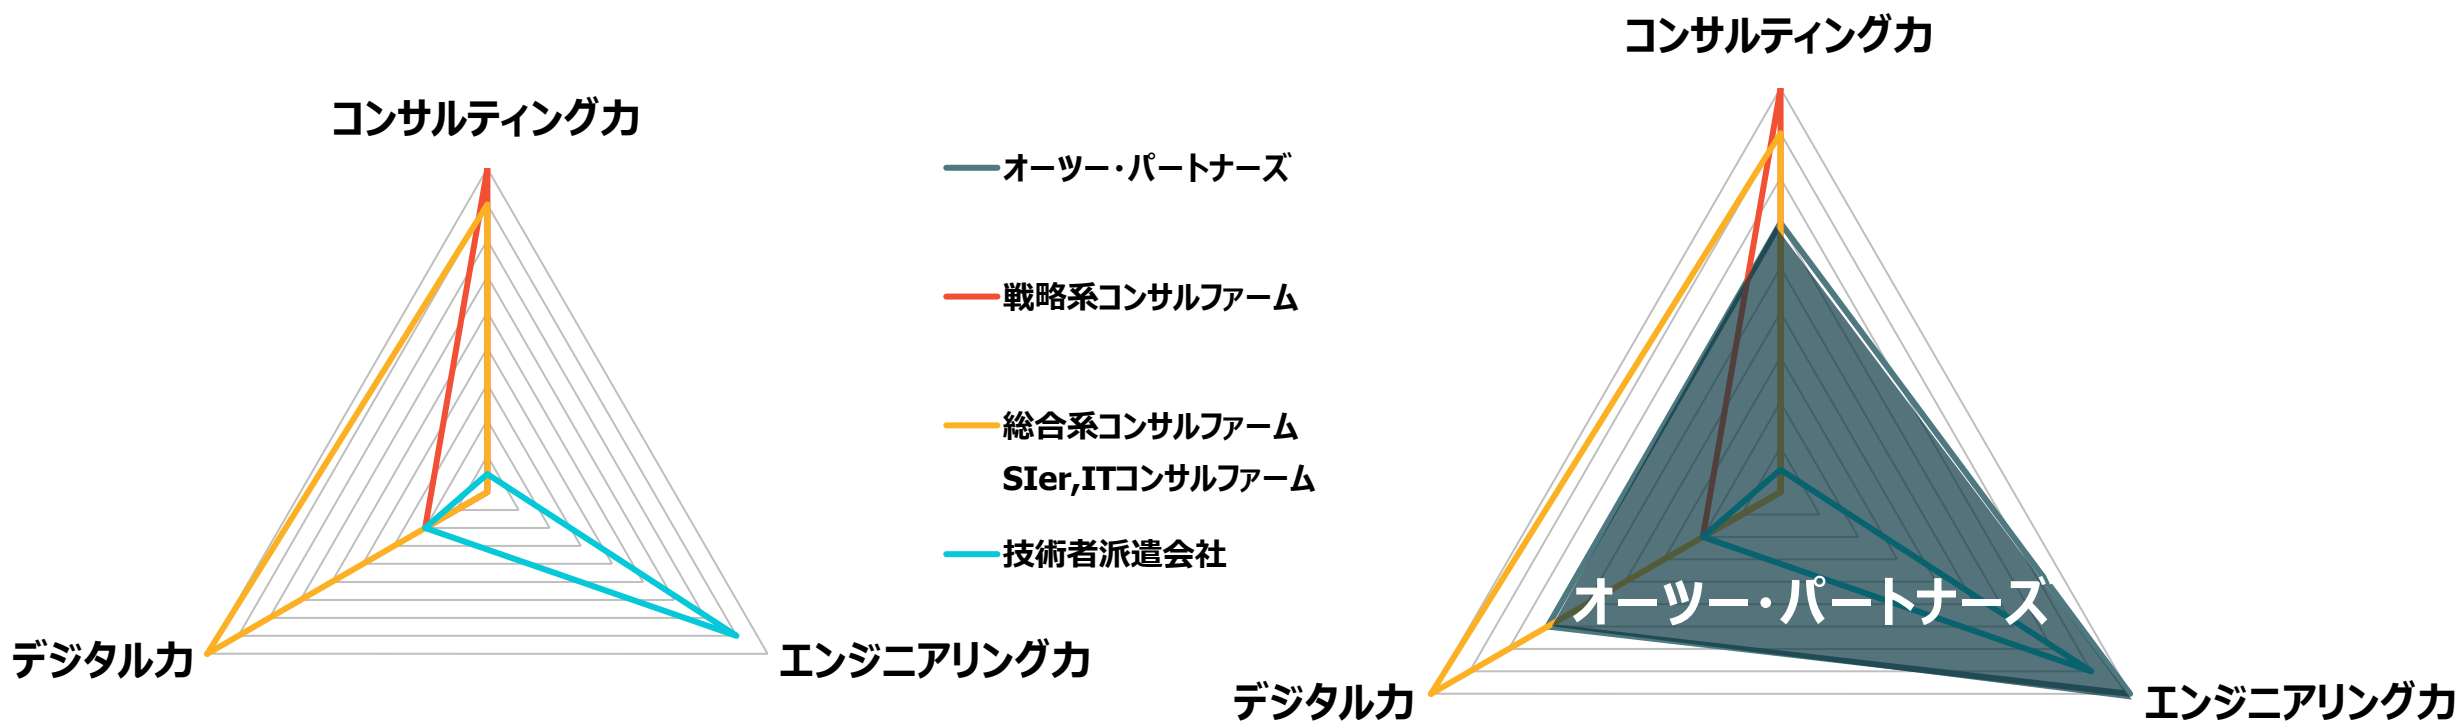 コンサルティング力
デジタル力
エンジニアリング力
オーツー・パートナーズ
戦略系コンサルファーム
総合系コンサルファーム
SIer,ITコンサルファーム
技術者派遣会社
コンサルティング力
オーツー・パートナーズ
デジタル力
エンジニアリング力